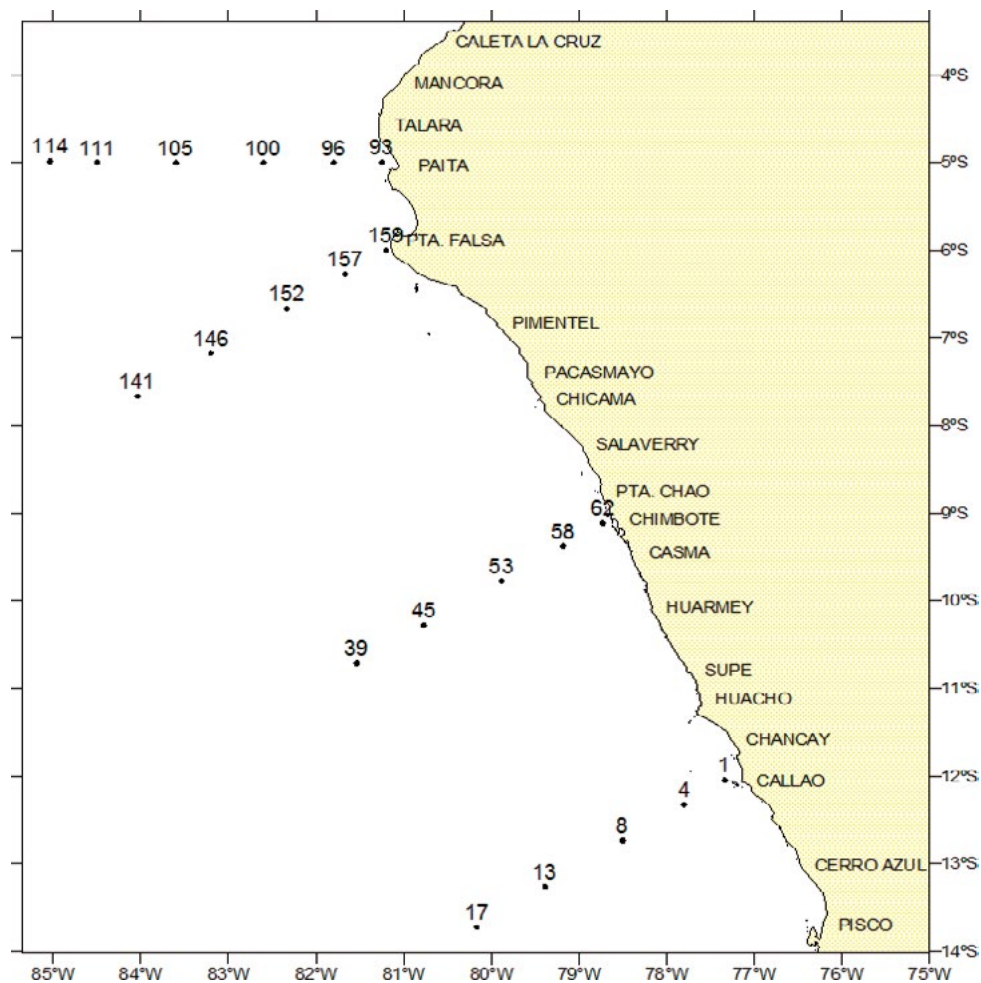 CALETA LA CRUZ
4ºS
MANCORA
TALARA
114 111 105 100 96 93
PAITA
5ºS
159
PTA. FALSA
6ºS
157
152
PIMENTEL
7ºS
146
PACASMAYO
141
CHICAMA
8ºS
SALAVERRY
PTA. CHAO
62
9ºS
CHIMBOTE
58
CASMA
53
10ºS
HUARMEY
45
39
SUPE
11ºS
HUACHO
CHANCAY
1
12ºS
CALLAO
4
8
13ºS
CERRO AZUL
13
17
PISCO
14ºS
85ºW 84ºW 83ºW 82ºW 81ºW 80ºW 79ºW 78ºW 77ºW 76ºW 75ºW